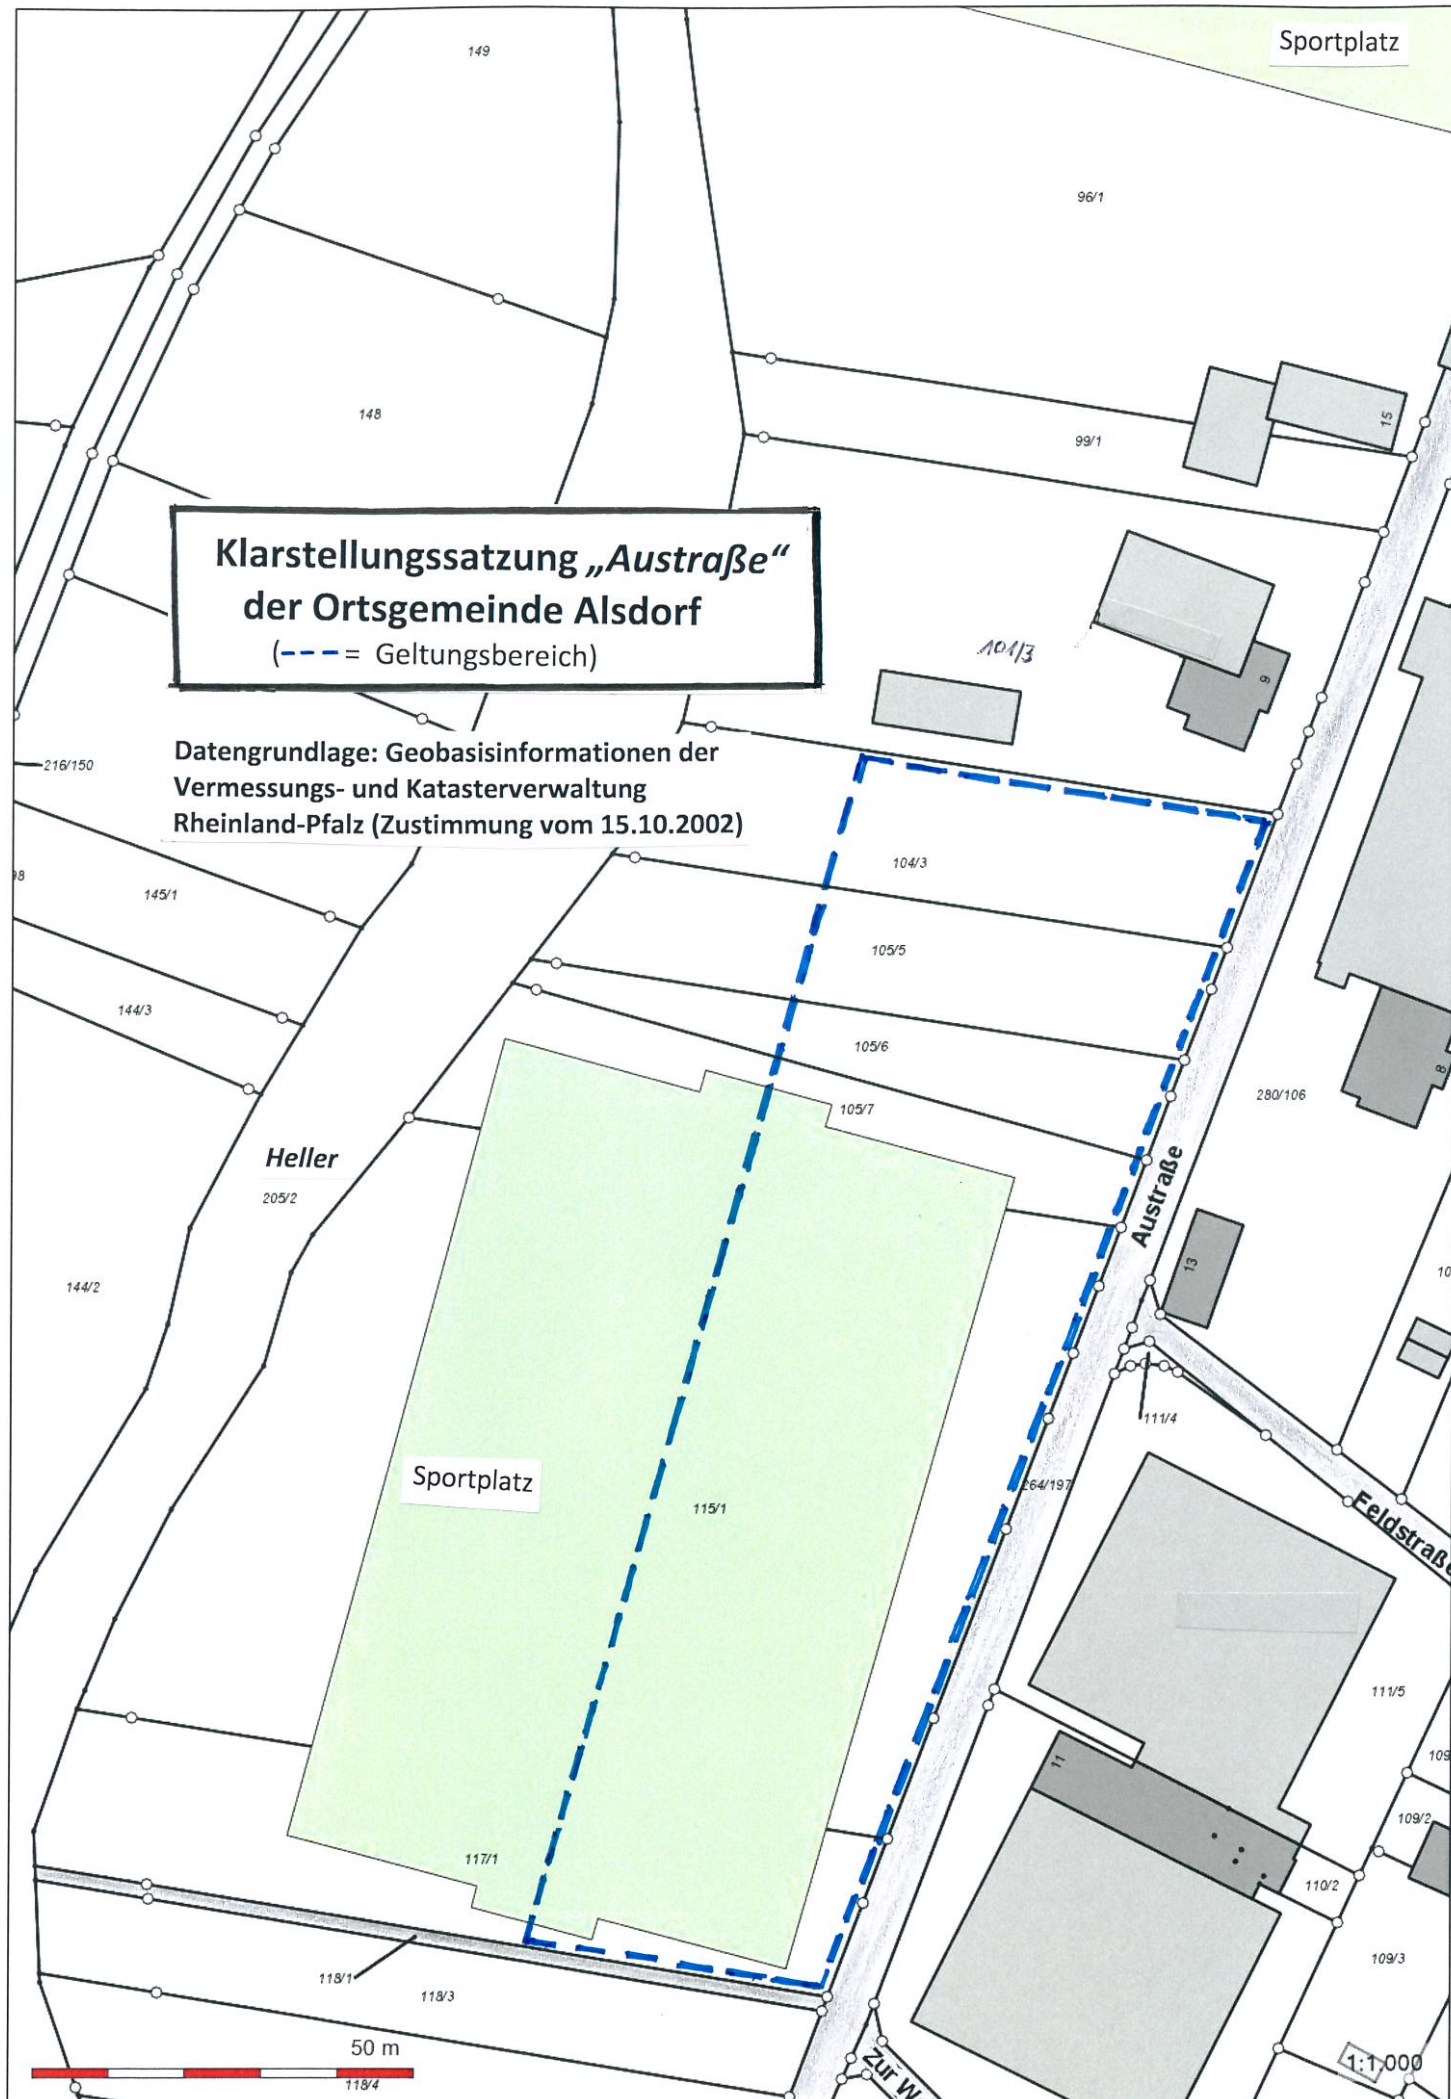 Sportplatz
149
96/1
148
99/1
15
Klarstellungssatzung „Austraße“
der Ortsgemeinde Alsdorf
(--- = Geltungsbereich)
101/3
9
216/150
Datengrundlage: Geobasisinformationen der
Vermessungs- und Katasterverwaltung
Rheinland-Pfalz (Zustimmung vom 15.10.2002)
104/3
98
145/1
105/5
144/3
105/6
8
280/106
105/7
Heller
205/2
Austraße
13
144/2
10
111/4
Sportplatz
115/1
264/197
Feldstraße
111/5
11
109
109/2
117/1
110/2
109/3
118/1
118/3
50 m
Zur W
1:1.000
118/4